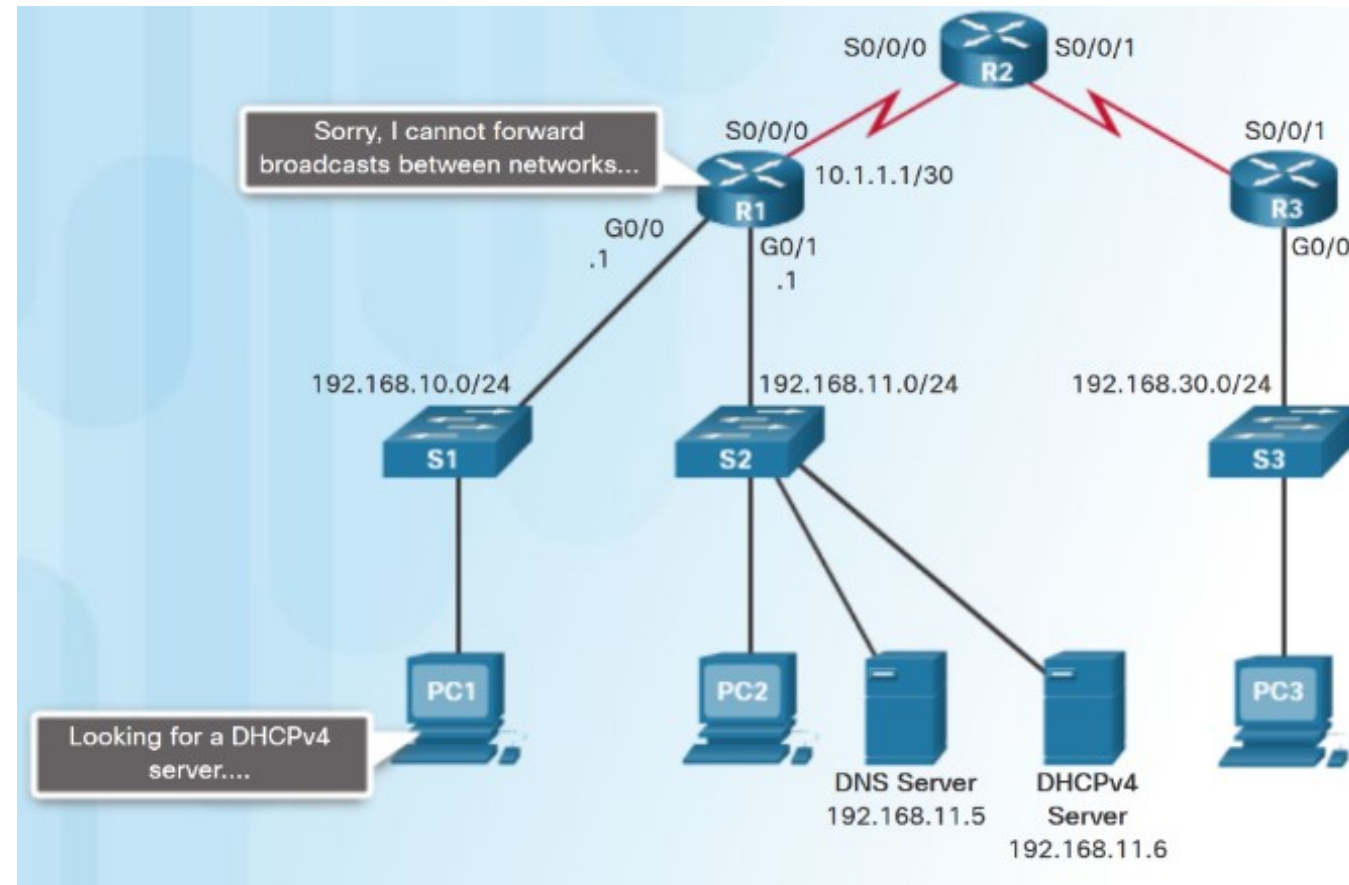 S0/0/0
S0/0/1
R2
Sorry, I cannot forward
broadcasts between networks...
S0/0/0
S0/0/1
10.1.1.1/30
R1
R3
G0/0
.1
G0/1
.1
G0/0
192.168.10.0/24
192.168.11.0/24
192.168.30.0/24
S1
S2
S3
PC1
PC2
PC3
Looking for a DHCPv4
server....
DNS Server
192.168.11.5
DHCPv4
Server
192.168.11.6